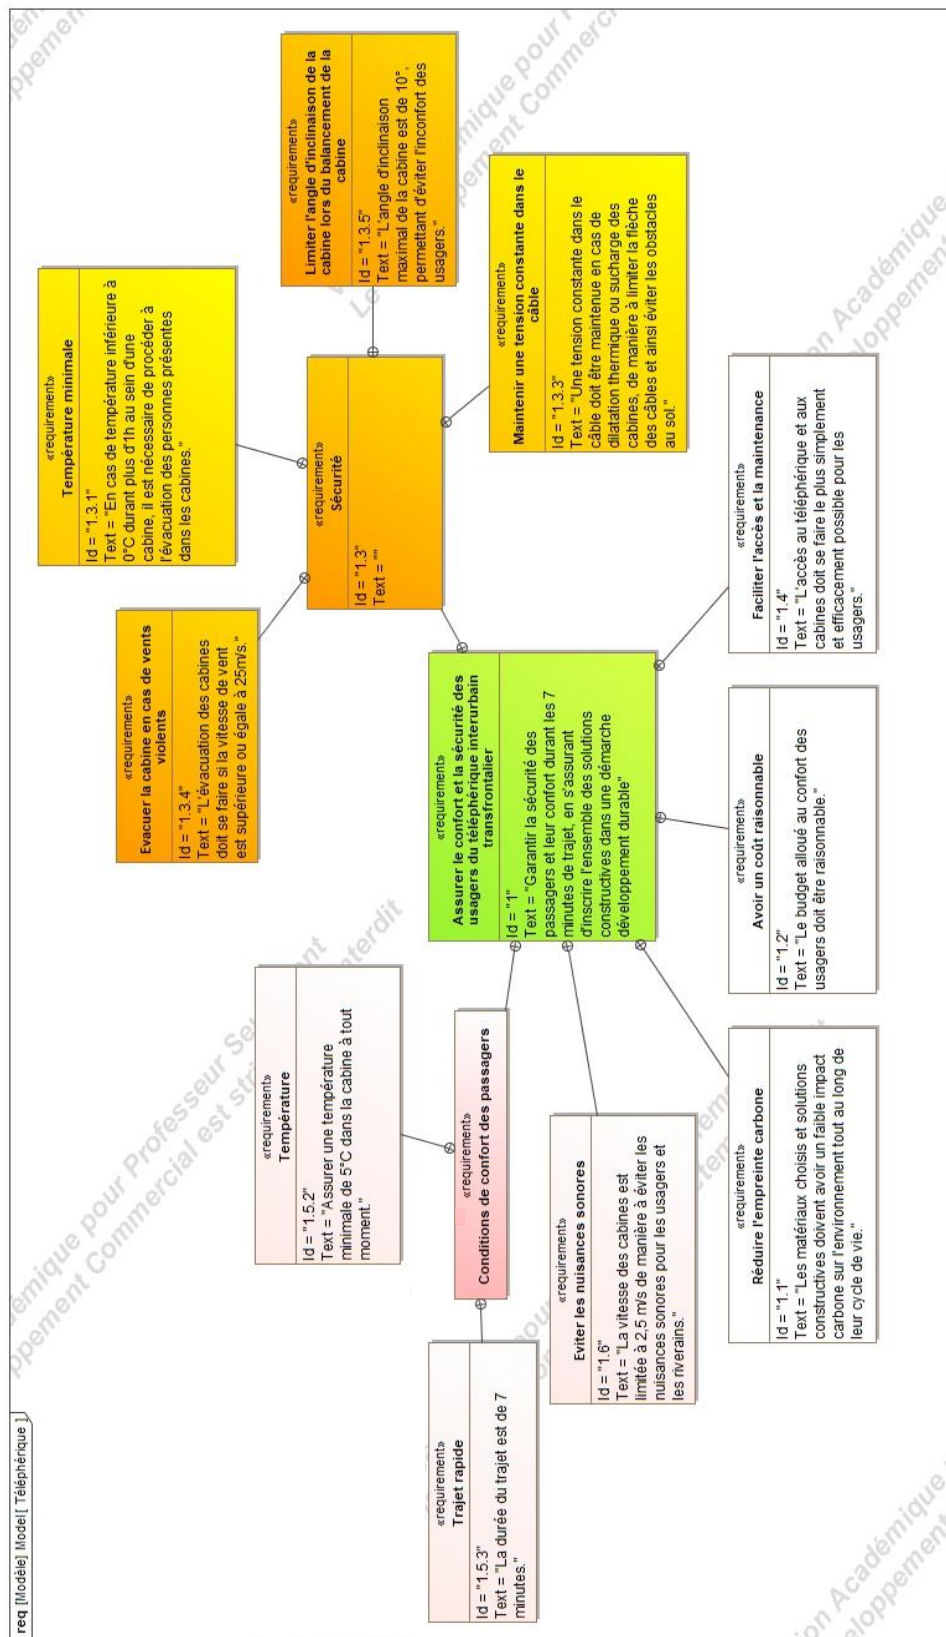 req [Modèle] Model [ Téléphérique ]
«requirement»
Trajet rapide
Id = "1.5.3"
Text = "La durée du trajet est de 7
minutes."
«requirement»
Température
Id = "1.5.2"
Text = "Assurer une température
minimale de 5°C dans la cabine à tout
moment."
«requirement»
Conditions de confort des passagers
«requirement»
Eviter les nuisances sonores
Id = "1.6"
Text = "La vitesse des cabines est
limitée à 2,5 m/s de manière à éviter les
nuisances sonores pour les usagers et
les riverains."
«requirement»
Réduire l'empreinte carbone
Id = "1.1"
Text = "Les matériaux choisis et solutions
constructives doivent avoir un faible impact
carbone sur l'environnement tout au long de
leur cycle de vie."
«requirement»
Evacuer la cabine en cas de vents
violents
Id = "1.3.4"
Text = "L'évacuation des cabines
doit se faire si la vitesse de vent
est supérieure ou égale à 25m/s."
«requirement»
Assurer le confort et la sécurité des
usagers du téléphérique interurbain
transfrontalier
Id = "1"
Text = "Garantir la sécurité des
passagers et leur confort durant les 7
minutes de trajet, en s'assurant
d'inscrire l'ensemble des solutions
constructives dans une démarche
développement durable"
«requirement»
Avoir un coût raisonnable
Id = "1.2"
Text = "Le budget alloué au confort des
usagers doit être raisonnable."
«requirement»
Température minimale
Id = "1.3.1"
Text = "En cas de température inférieure à
0°C durant plus d'1h au sein d'une
cabine, il est nécessaire de procéder à
l'évacuation des personnes présentes
dans les cabines."
«requirement»
Sécurité
Id = "1.3"
Text = ""
«requirement»
Faciliter l'accès et la maintenance
Id = "1.4"
Text = "L'accès au téléphérique et aux
cabines doit se faire le plus simplement
et efficacement possible pour les
usagers."
«requirement»
Limiter l'angle d'inclinaison de la
cabine lors du balancement de la
cabine
Id = "1.3.5"
Text = "L'angle d'inclinaison
maximal de la cabine est de 10°,
permettant d'éviter l'inconfort des
usagers."
«requirement»
Maintenir une tension constante dans le
câble
Id = "1.3.3"
Text = "Une tension constante dans le
câble doit être maintenue en cas de
dilatation thermique ou sucharge des
cabines, de manière à limiter la flèche
des câbles et ainsi éviter les obstacles
au sol."